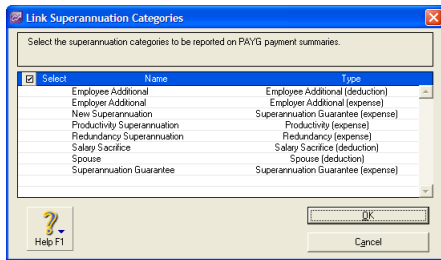 Link Superannuation Categories
Select the superannuation categories to be reported on PAYG payment summaries.
Select Name Type
Employee Additional Employee Additional (deduction)
Employer Additional Employer Additional (expense)
New Superannuation Superannuation Guarantee (expense)
Productivity Superannuation Productivity (expense)
Redundancy Superannuation Redundancy (expense)
Salary Sacrifice Salary Sacrifice (deduction)
Spouse Spouse (deduction)
Superannuation Guarantee Superannuation Guarantee (expense)
Help F1
OK
Cancel